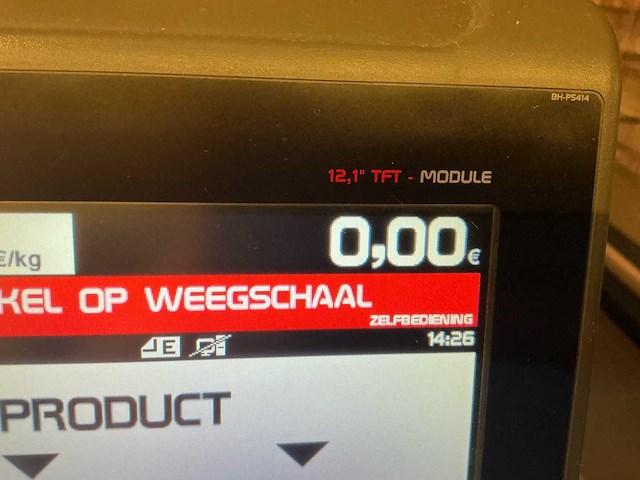 BH-PS414
12,1" TFT - MODULE
€/kg
0,00€
KEL OP WEEGSCHAAL
ZELFBEDIENING
E
14:26
PRODUCT